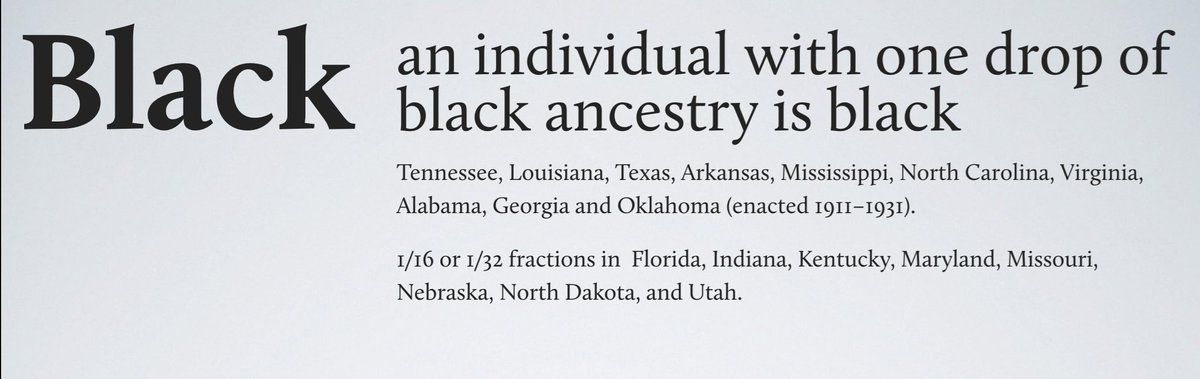 Black
an individual with one drop of
black ancestry is black
Tennessee, Louisiana, Texas, Arkansas, Mississippi, North Carolina, Virginia,
Alabama, Georgia and Oklahoma (enacted 1911–1931).
1/16 or 1/32 fractions in Florida, Indiana, Kentucky, Maryland, Missouri,
Nebraska, North Dakota, and Utah.